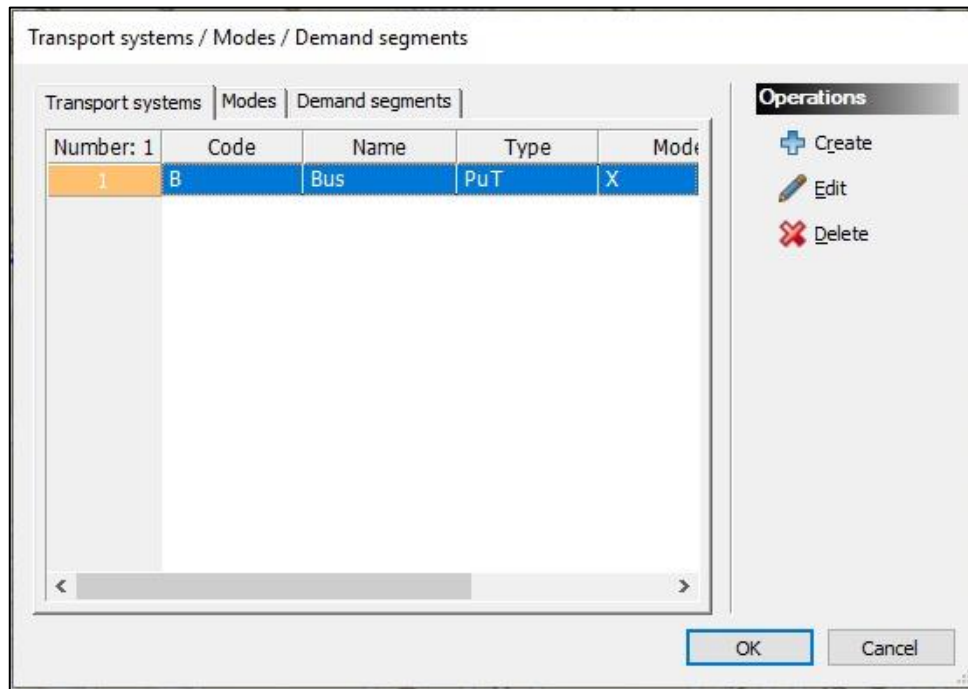 Transport systems / Modes / Demand segments
Transport systems Modes Demand segments
Operations
Number: 1 Code Name Type Mode
Create
1 B Bus PuT X
Edit
Delete
OK Cancel